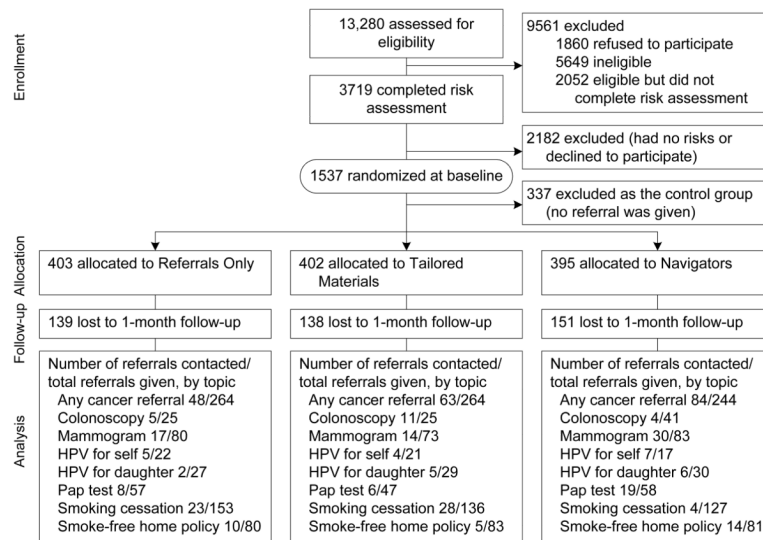 Enrollment
13,280 assessed for
eligibility
9561 excluded
1860 refused to participate
5649 ineligible
2052 eligible but did not
complete risk assessment
3719 completed risk
assessment
2182 excluded (had no risks or
declined to participate)
1537 randomized at baseline
337 excluded as the control group
(no referral was given)
Allocation
403 allocated to Referrals Only
402 allocated to Tailored
Materials
395 allocated to Navigators
Follow-up
139 lost to 1-month follow-up
138 lost to 1-month follow-up
151 lost to 1-month follow-up
Analysis
Number of referrals contacted/
total referrals given, by topic
Any cancer referral 48/264
Colonoscopy 5/25
Mammogram 17/80
HPV for self 5/22
HPV for daughter 2/27
Pap test 8/57
Smoking cessation 23/153
Smoke-free home policy 10/80
Number of referrals contacted/
total referrals given, by topic
Any cancer referral 63/264
Colonoscopy 11/25
Mammogram 14/73
HPV for self 4/21
HPV for daughter 5/29
Pap test 6/47
Smoking cessation 28/136
Smoke-free home policy 5/83
Number of referrals contacted/
total referrals given, by topic
Any cancer referral 84/244
Colonoscopy 4/41
Mammogram 30/83
HPV for self 7/17
HPV for daughter 6/30
Pap test 19/58
Smoking cessation 4/127
Smoke-free home policy 14/81